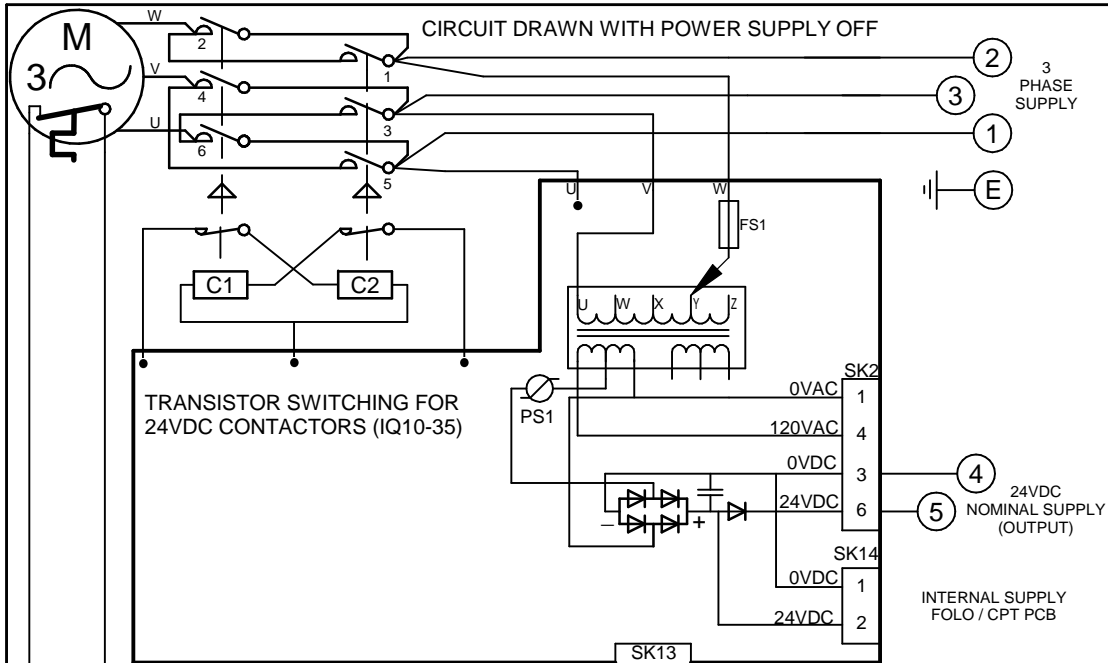 CIRCUIT DRAWN WITH POWER SUPPLY OFF
W
M
3
V
U
2
4
6
1
3
5
2
3
1
E
3
PHASE
SUPPLY
U
V
W
FS1
C1
C2
U W X Y Z
TRANSISTOR SWITCHING FOR
24VDC CONTACTORS (IQ10-35)
PS1
SK2
0VAC 1
120VAC 4
0VDC 3
24VDC 6
4
5
24VDC
NOMINAL SUPPLY
(OUTPUT)
– +
SK14
0VDC 1
24VDC 2
INTERNAL SUPPLY
FOLO / CPT PCB
SK13